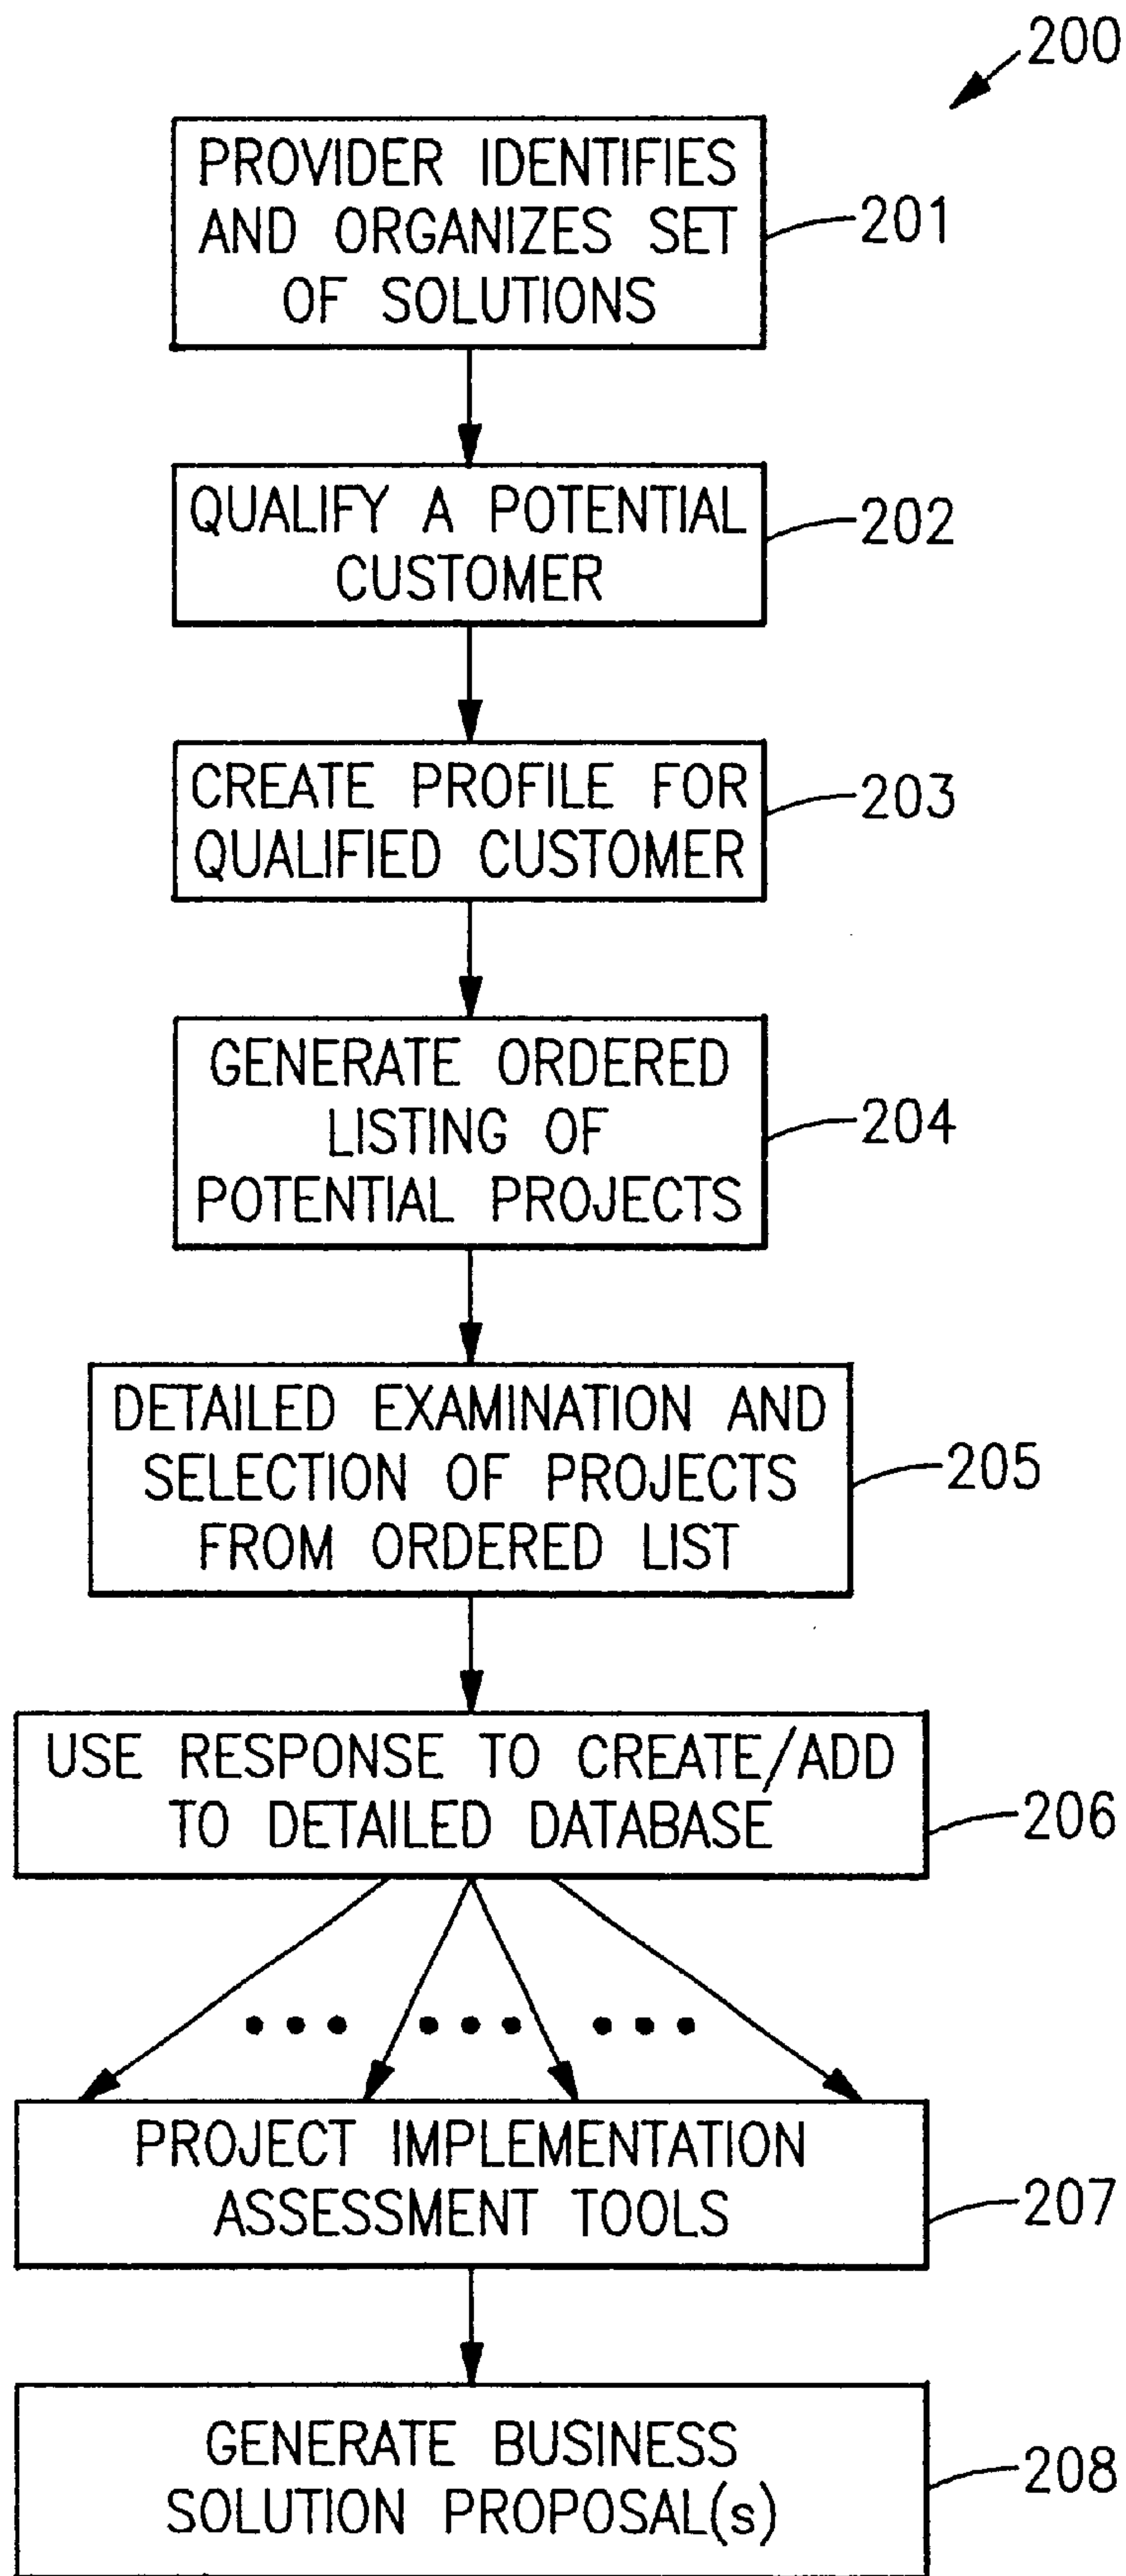 200
PROVIDER IDENTIFIES
AND ORGANIZES SET
OF SOLUTIONS
201
QUALIFY A POTENTIAL
CUSTOMER
202
CREATE PROFILE FOR
QUALIFIED CUSTOMER
203
GENERATE ORDERED
LISTING OF
POTENTIAL PROJECTS
204
DETAILED EXAMINATION AND
SELECTION OF PROJECTS
FROM ORDERED LIST
205
USE RESPONSE TO CREATE/ADD
TO DETAILED DATABASE
206
PROJECT IMPLEMENTATION
ASSESSMENT TOOLS
207
GENERATE BUSINESS
SOLUTION PROPOSAL(s)
208